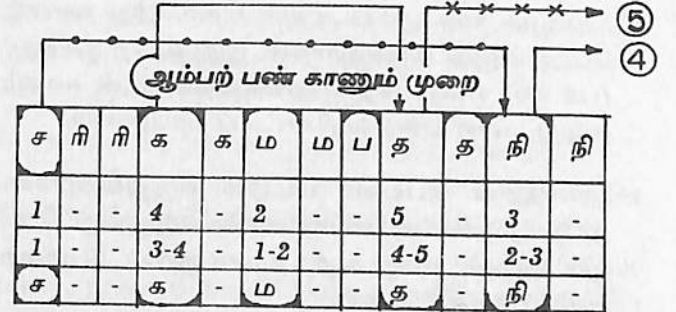 5
4
ஆம்பற் பண் காணும் முறை
ச ரி ரி க க ம ம ப த த நி நி
1 - - 4 - 2 - - 5 - 3 -
1 - - 3-4 - 1-2 - - 4-5 - 2-3 -
ச - - க - ம - - த - நி -